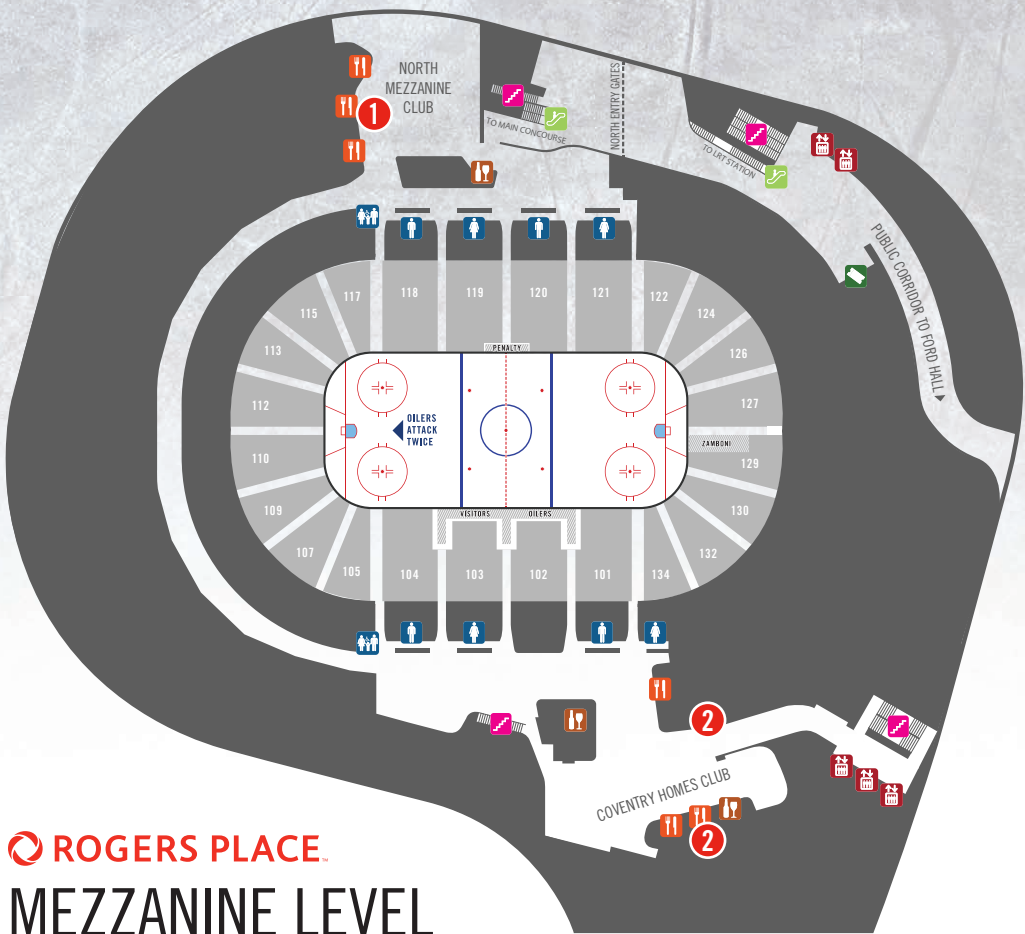 NORTH
MEZZANINE
CLUB
1
TO MAIN CONCOURSE
NORTH ENTRY GATES
TO LRT STATION
PUBLIC CORRIDOR TO FORD HALL
117
118
119
120
121
122
115
124
113
126
112
127
110
129
109
130
107
132
105
104
103
102
101
134
PENALTY
OILERS
ATTACK
TWICE
ZAMBONI
VISITORS
OILERS
2
COVENTRY HOMES CLUB
2
ROGERS PLACE™
MEZZANINE LEVEL